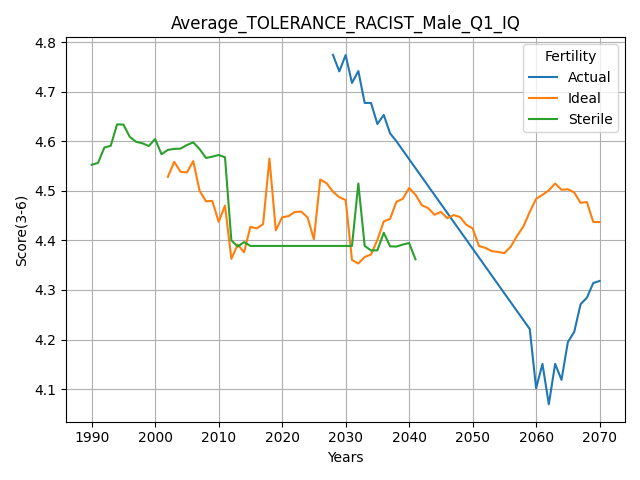 Average_TOLERANCE_RACIST_Male_Q1_IQ
Fertility
Actual
Ideal
Sterile
4.8
4.7
4.6
4.5
4.4
4.3
4.2
4.1
Score(3-6)
1990 2000 2010 2020 2030 2040 2050 2060 2070
Years